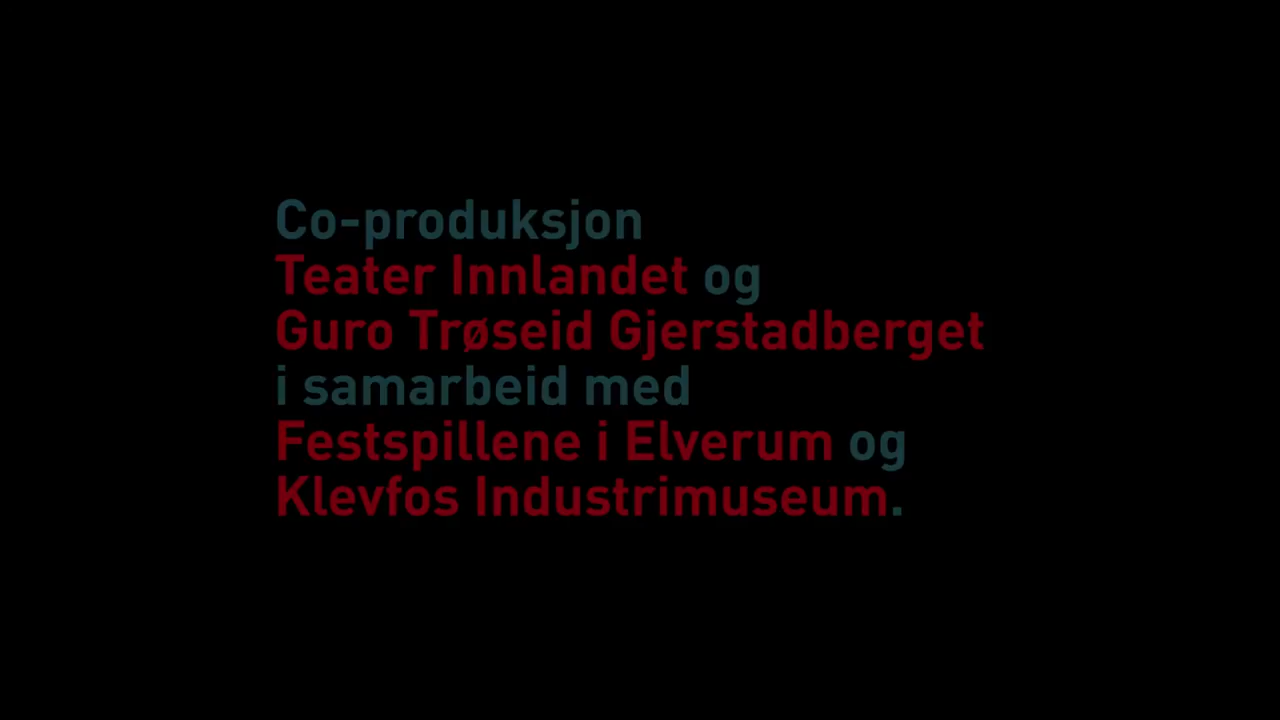 Co-produksjon
Teater Innlandet og
Guro Trøseid Gjerstadberget
i samarbeid med
Festspillene i Elverum og
Klevfos Industrimuseum.